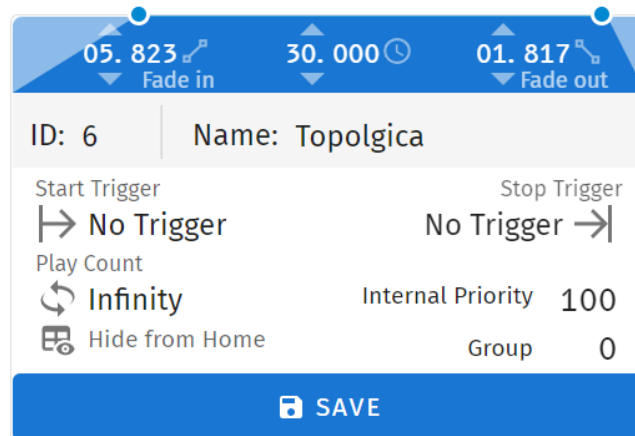 05. 823 30. 000 01. 817
Fade in Fade out
ID: 6 Name: Topolgica
Start Trigger Stop Trigger
No Trigger No Trigger
Play Count
Infinity Internal Priority 100
Hide from Home
Group 0
SAVE